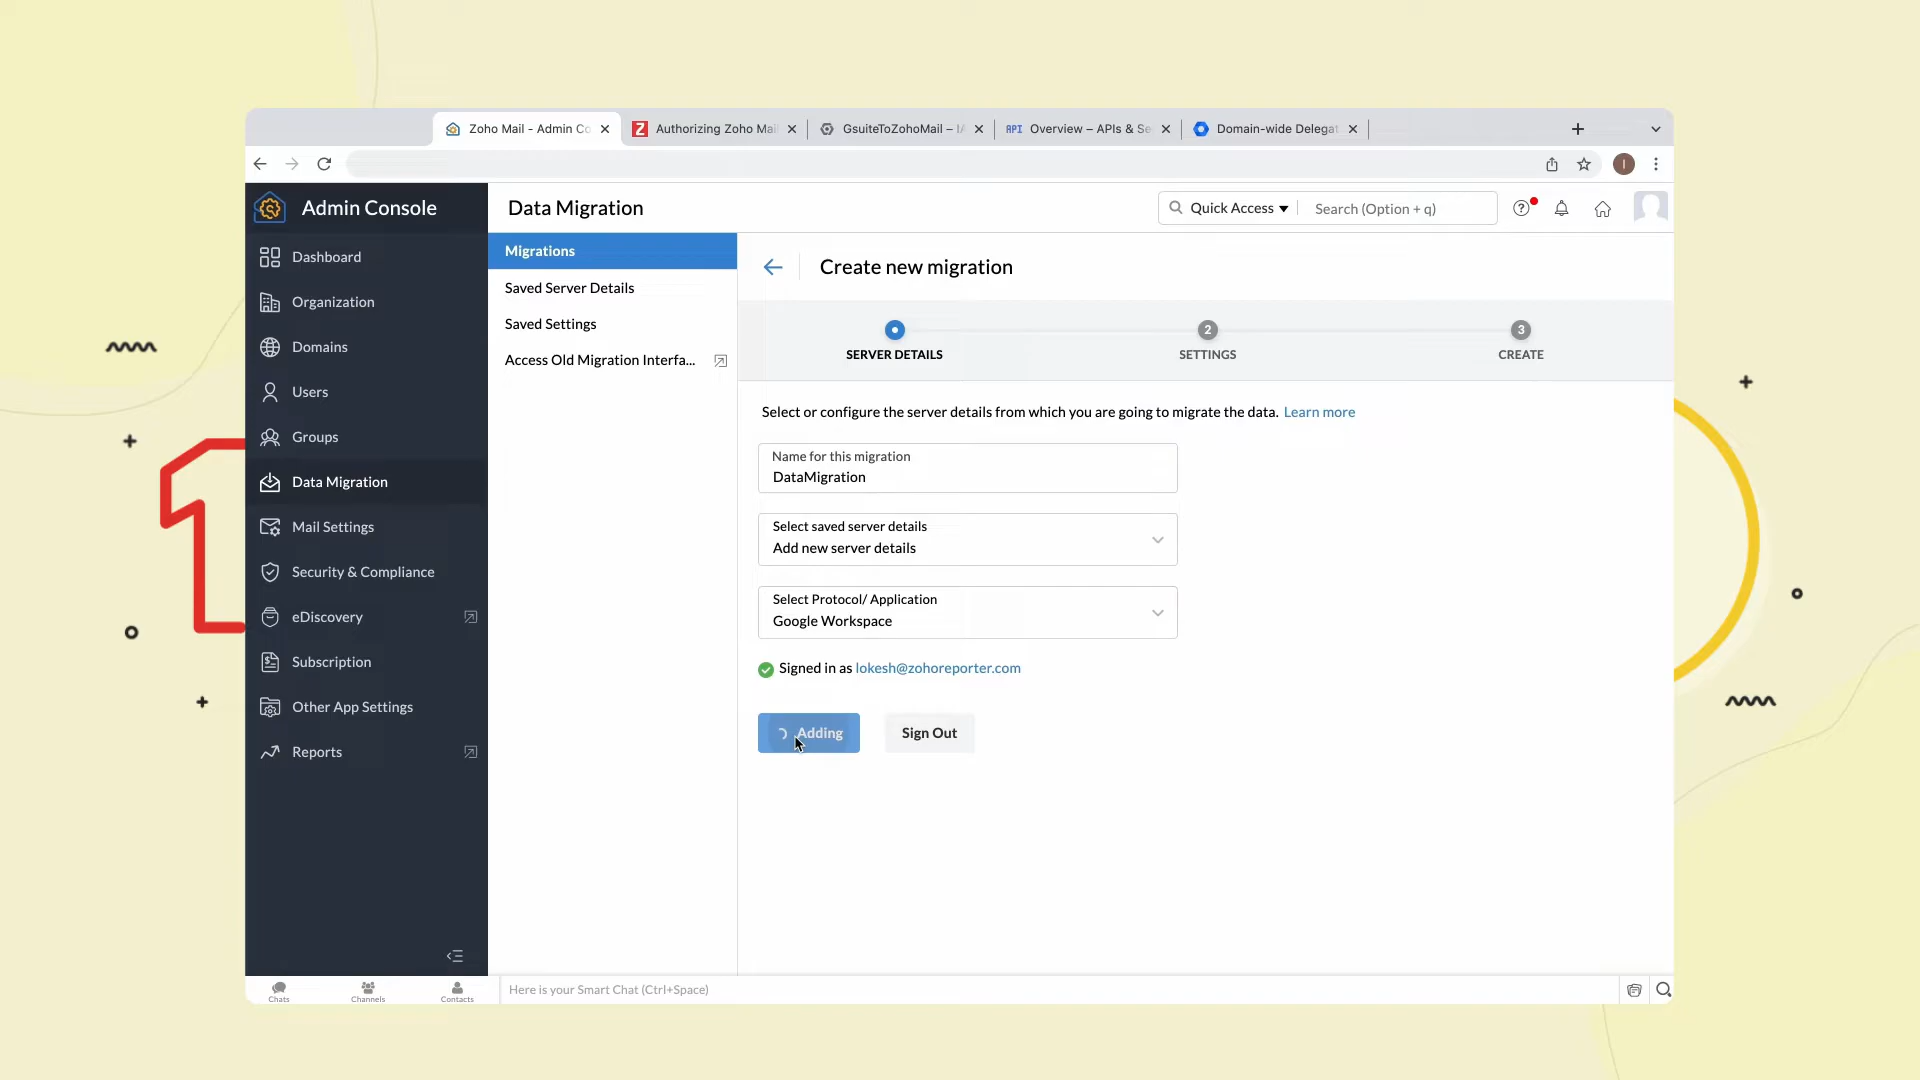 Zoho Mail - Admin Co
Authorizing Zoho Mai
GsuiteToZohoMail – IA
API Overview – APIs & Se
Domain-wide Delegat
Admin Console
Data Migration
Quick Access
Search (Option + q)
Dashboard
Organization
Domains
Users
Groups
Data Migration
Mail Settings
Security & Compliance
eDiscovery
Subscription
Other App Settings
Reports
Migrations
Saved Server Details
Saved Settings
Access Old Migration Interfa...
Create new migration
2
3
SERVER DETAILS
SETTINGS
CREATE
Select or configure the server details from which you are going to migrate the data. Learn more
Name for this migration
DataMigration
Select saved server details
Add new server details
Select Protocol/ Application
Google Workspace
Signed in as lokesh@zohoreporter.com
Adding
Sign Out
Chats
Channels
Contacts
Here is your Smart Chat (Ctrl+Space)